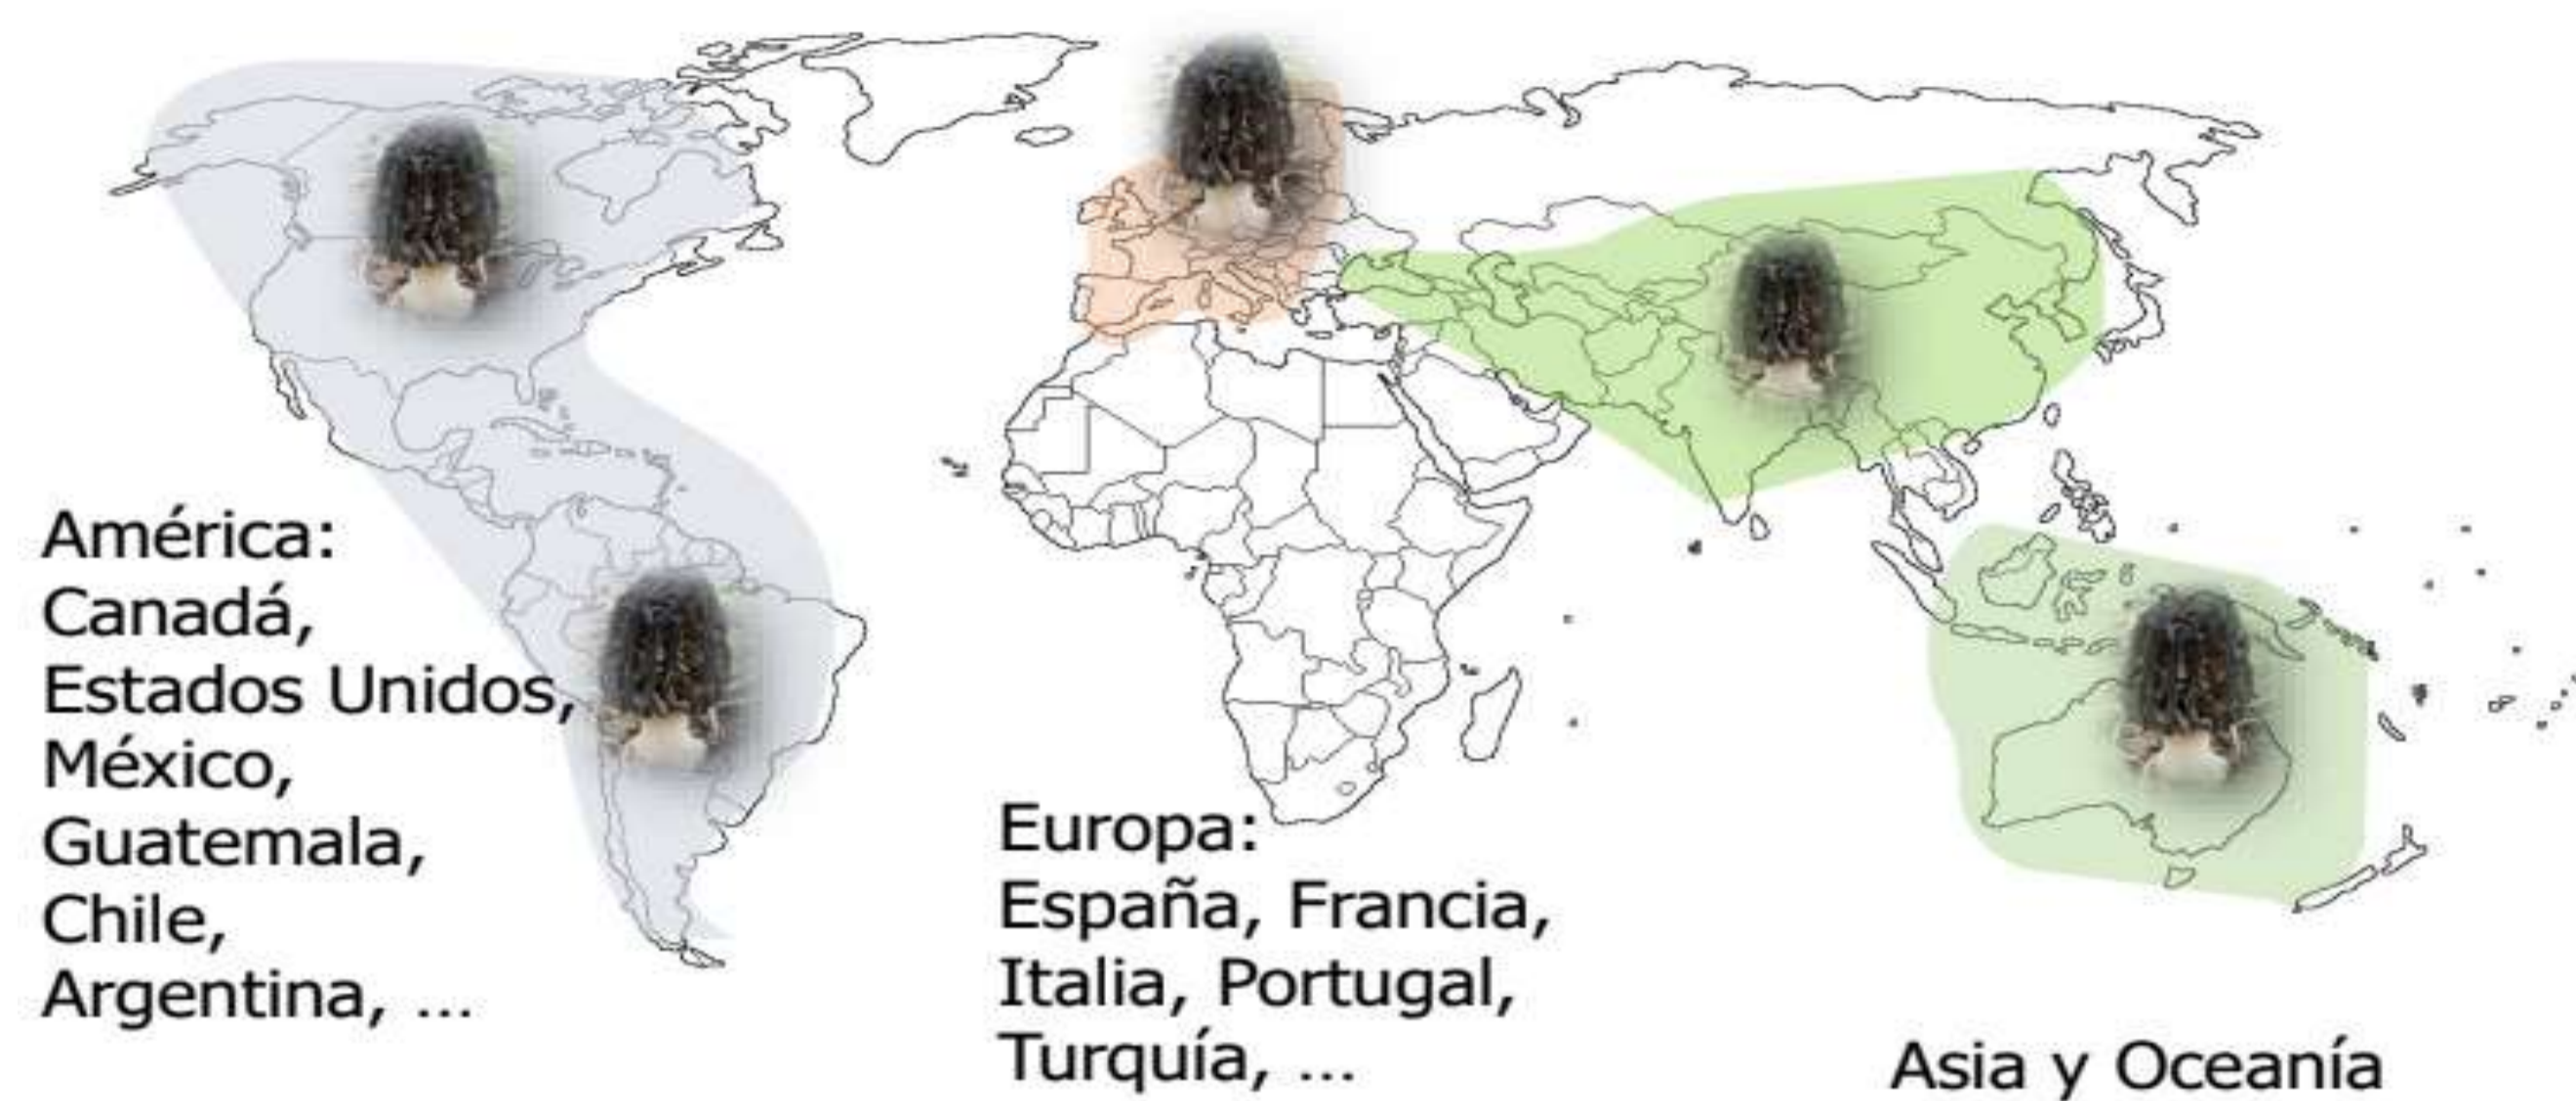 América:
Canadá,
Estados Unidos,
México,
Guatemala,
Chile,
Argentina, ...
Europa:
España, Francia,
Italia, Portugal,
Turquía, ...
Asia y Oceanía